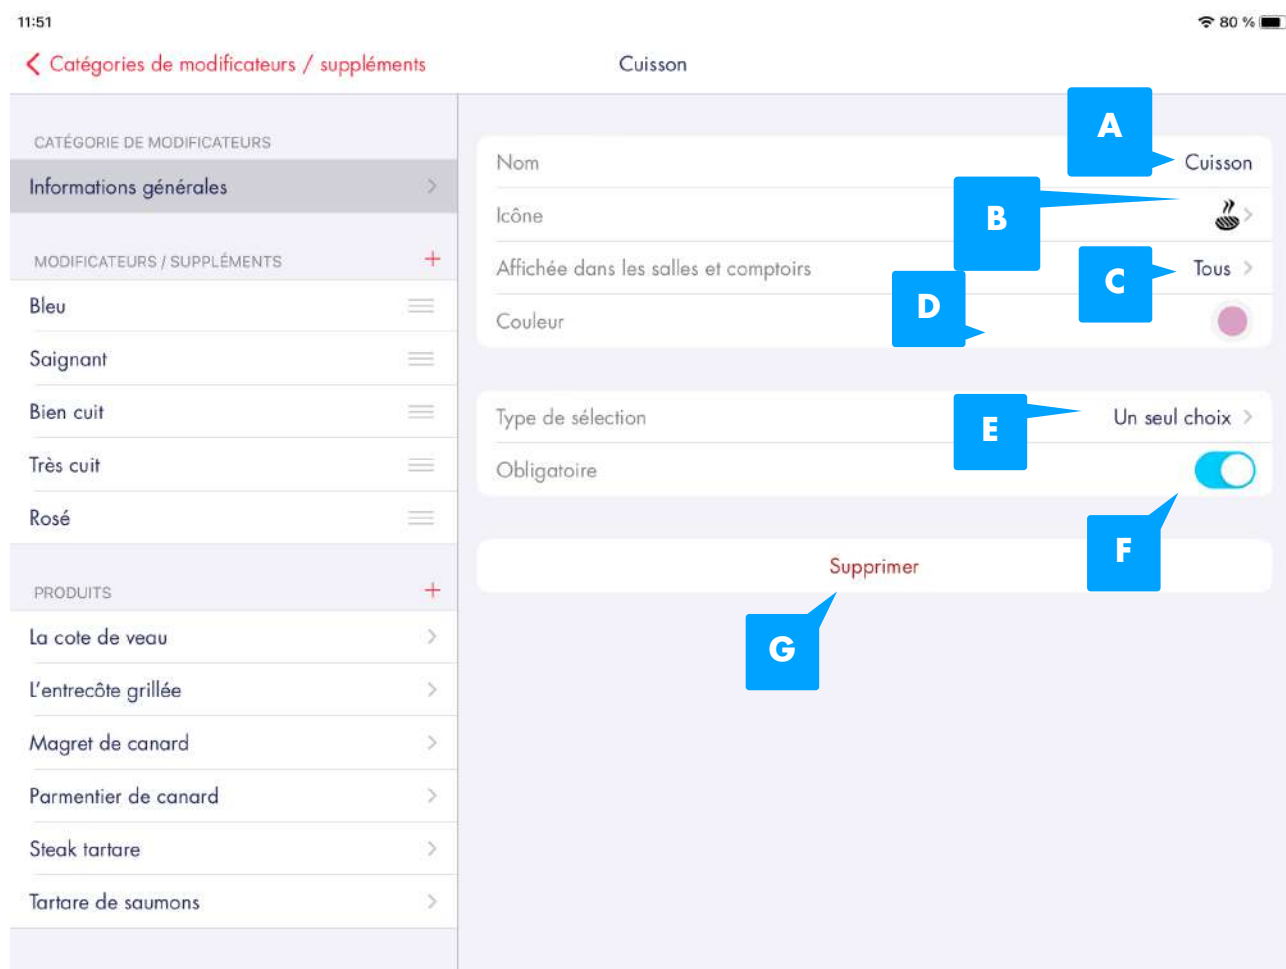 11:51
80 %
Catégories de modificateurs / suppléments
Cuisson
CATÉGORIE DE MODIFICATEURS
Informations générales
MODIFICATEURS / SUPPLÉMENTS
Bleu
Saignant
Bien cuit
Très cuit
Rosé
PRODUITS
La cote de veau
L'entrecôte grillée
Magret de canard
Parmentier de canard
Steak tartare
Tartare de saumons
A
Nom Cuisson
B
Icône
C
Affichée dans les salles et comptoirs Tous
D
Couleur
E
Type de sélection Un seul choix
Obligatoire
F
Supprimer
G